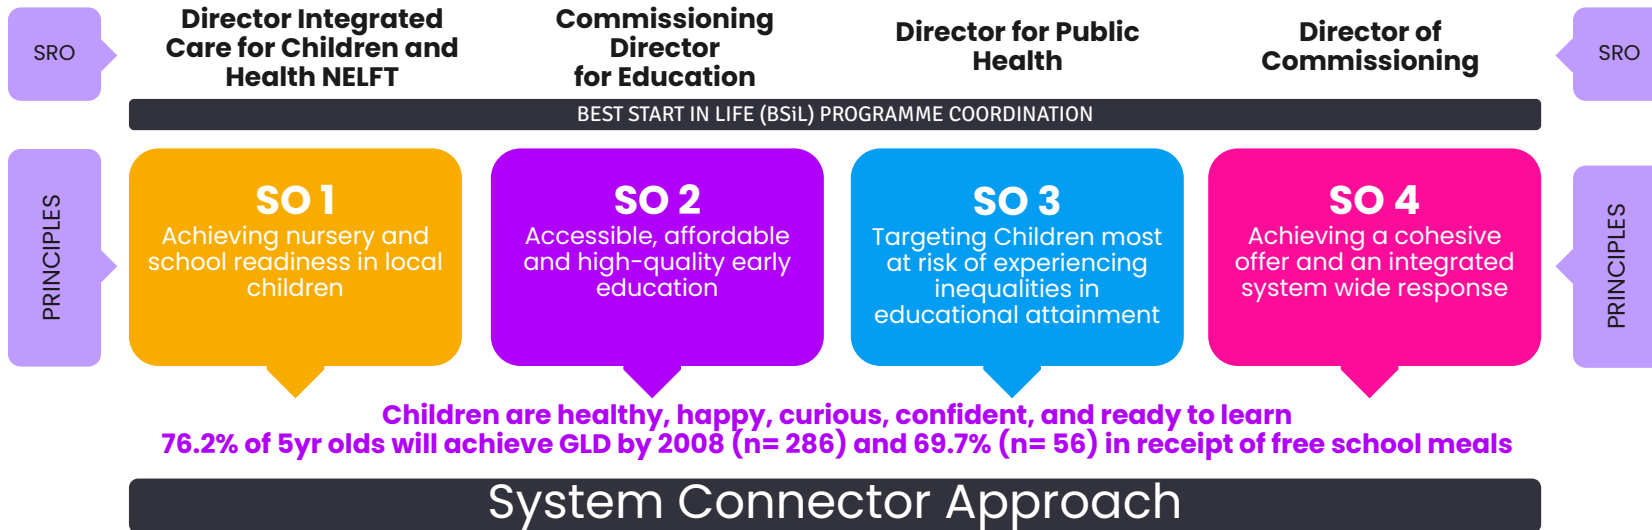 SRO
Director Integrated
Care for Children and
Health NELFT
Commissioning
Director
for Education
Director for Public
Health
Director of
Commissioning
SRO
BEST START IN LIFE (BSiL) PROGRAMME COORDINATION
PRINCIPLES
SO 1
Achieving nursery and
school readiness in local
children
SO 2
Accessible, affordable
and high-quality early
education
SO 3
Targeting Children most
at risk of experiencing
inequalities in
educational attainment
SO 4
Achieving a cohesive
offer and an integrated
system wide response
PRINCIPLES
Children are healthy, happy, curious, confident, and ready to learn
76.2% of 5yr olds will achieve GLD by 2008 (n= 286) and 69.7% (n= 56) in receipt of free school meals
System Connector Approach